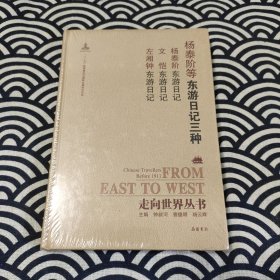 杨泰阶等东游日记三种
杨泰阶 东游日记
文 恺 东游日记
左湘钟 东游日记
Chinese Travellers
Before 1911
FROM
EAST TO WEST
走向世界丛书
主编 钟叔河 曾德明 杨云辉
岳麓书社